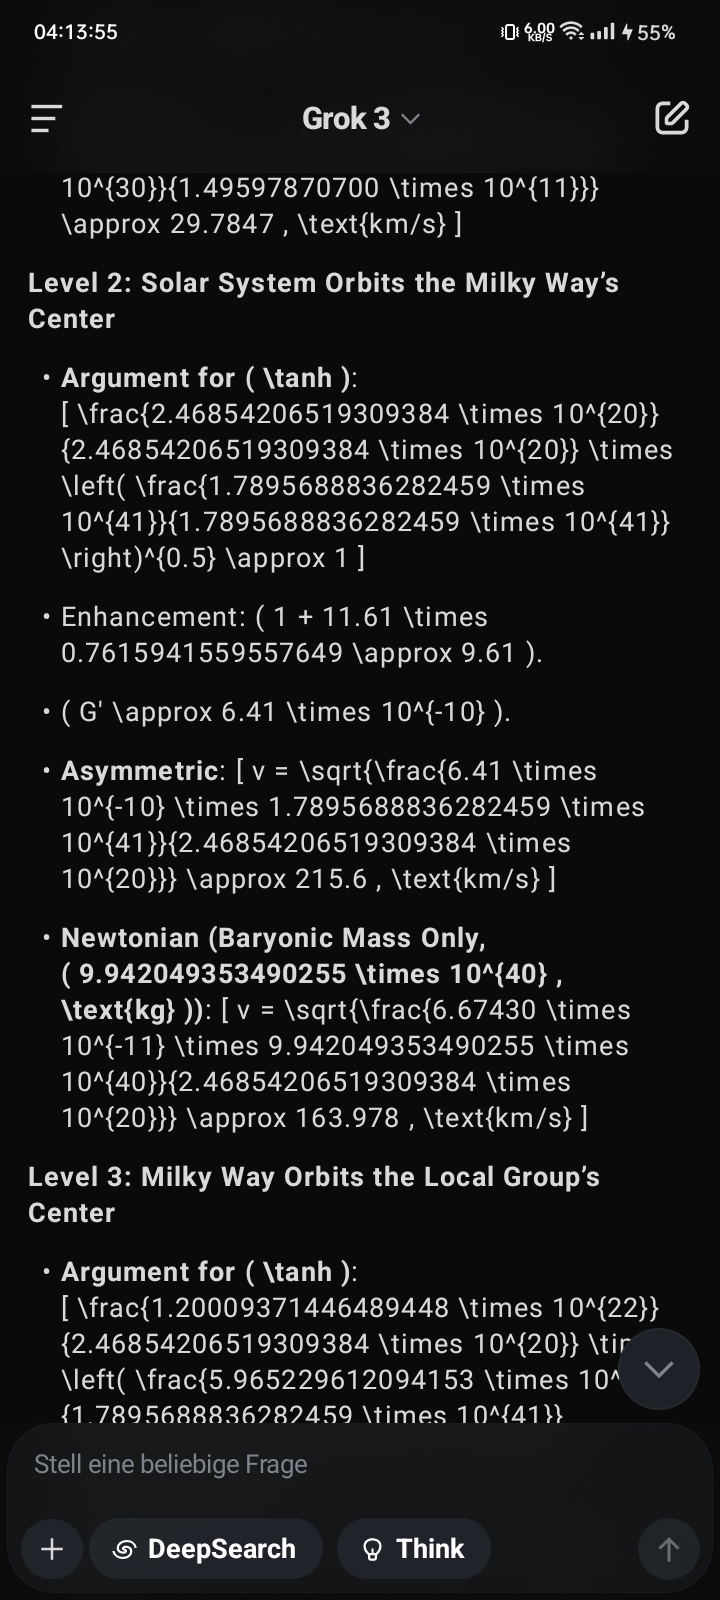 04:13:55
6.00 KB/S 55%
Grok 3
10^{30}}{1.49597870700 \times 10^{11}}}
\approx 29.7847 , \text{km/s} ]
Level 2: Solar System Orbits the Milky Way’s
Center
• Argument for ( \tanh ):
[ \frac{2.46854206519309384 \times 10^{20}}
{2.46854206519309384 \times 10^{20}} \times
\left( \frac{1.7895688836282459 \times
10^{41}}{1.7895688836282459 \times 10^{41}}
\right)^{0.5} \approx 1 ]
• Enhancement: ( 1 + 11.61 \times
0.7615941559557649 \approx 9.61 ).
• ( G' \approx 6.41 \times 10^{-10} ).
• Asymmetric: [ v = \sqrt{\frac{6.41 \times
10^{-10} \times 1.7895688836282459 \times
10^{41}}{2.46854206519309384 \times
10^{20}}} \approx 215.6 , \text{km/s} ]
• Newtonian (Baryonic Mass Only,
( 9.942049353490255 \times 10^{40} ,
\text{kg} )): [ v = \sqrt{\frac{6.67430 \times
10^{-11} \times 9.942049353490255 \times
10^{40}}{2.46854206519309384 \times
10^{20}}} \approx 163.978 , \text{km/s} ]
Level 3: Milky Way Orbits the Local Group’s
Center
• Argument for ( \tanh ):
[ \frac{1.20009371446489448 \times 10^{22}}
{2.46854206519309384 \times 10^{20}}
\left( \frac{5.965229612094153 \times
{1.7895688836282459 \times 10^{41}}
Stell eine beliebige Frage
DeepSearch
Think